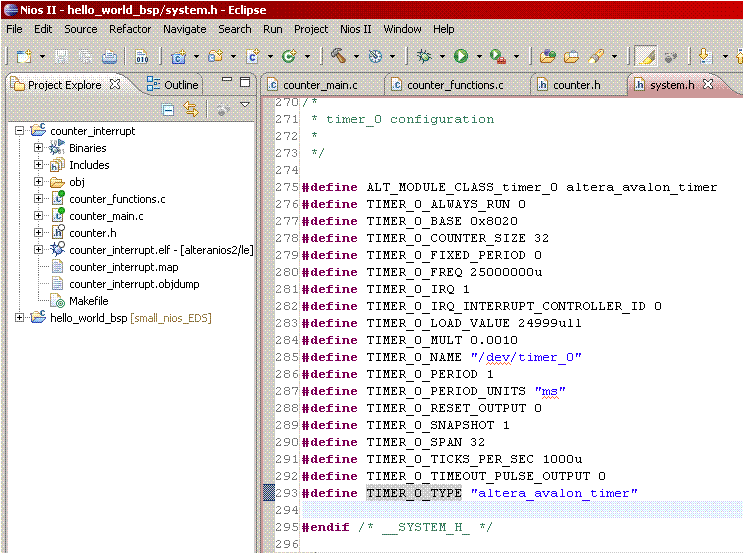 Nios II - hello_world_bsp/system.h - Eclipse
File Edit Source Refactor Navigate Search Run Project Nios II Window Help
010
Project Explore Outline
counter_main.c counter_functions.c counter.h system.h
counter_interrupt
Binaries
Includes
obj
counter_functions.c
counter_main.c
counter.h
counter_interrupt.elf - [alteranios2/le]
counter_interrupt.map
counter_interrupt.objdump
Makefile
hello_world_bsp [small_nios_EDS]
270 /*
271 * timer_0 configuration
272 *
273 */
274
275 #define ALT_MODULE_CLASS_timer_0 altera_avalon_timer
276 #define TIMER_0_ALWAYS_RUN 0
277 #define TIMER_0_BASE 0x8020
278 #define TIMER_0_COUNTER_SIZE 32
279 #define TIMER_0_FIXED_PERIOD 0
280 #define TIMER_0_FREQ 25000000u
281 #define TIMER_0_IRQ 1
282 #define TIMER_0_IRQ_INTERRUPT_CONTROLLER_ID 0
283 #define TIMER_0_LOAD_VALUE 24999ull
284 #define TIMER_0_MULT 0.0010
285 #define TIMER_0_NAME "/dev/timer_0"
286 #define TIMER_0_PERIOD 1
287 #define TIMER_0_PERIOD_UNITS "ms"
288 #define TIMER_0_RESET_OUTPUT 0
289 #define TIMER_0_SNAPSHOT 1
290 #define TIMER_0_SPAN 32
291 #define TIMER_0_TICKS_PER_SEC 1000u
292 #define TIMER_0_TIMEOUT_PULSE_OUTPUT 0
293 #define TIMER_0_TYPE "altera_avalon_timer"
294
295 #endif /* __SYSTEM_H_ */
296